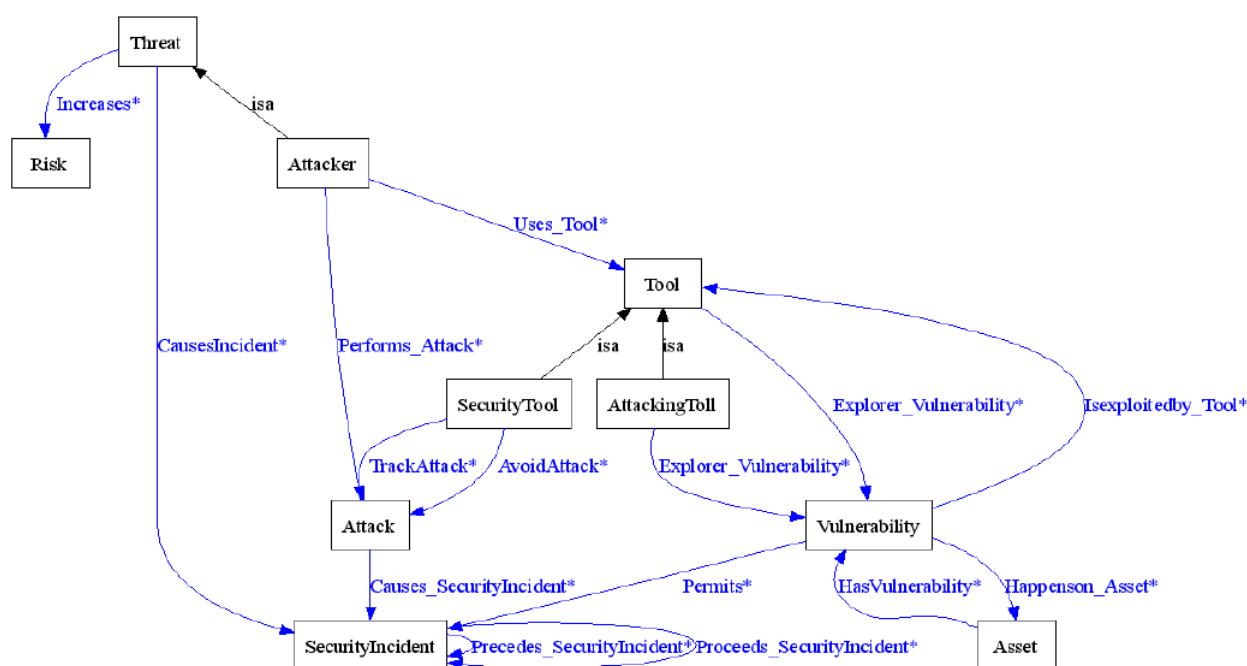 Threat
Increases*
isa
Risk
Attacker
Uses_Tool*
Tool
CausesIncident*
Performs_Attack*
isa
isa
SecurityTool
AttackingToll
Explorer_Vulnerability*
Isexploitedby_Tool*
TrackAttack*
AvoidAttack*
Explorer_Vulnerability*
Attack
Vulnerability
Causes_SecurityIncident*
Permits*
HasVulnerability*
Happenson_Asset*
SecurityIncident
Precedes_SecurityIncident*
Proceeds_SecurityIncident*
Asset